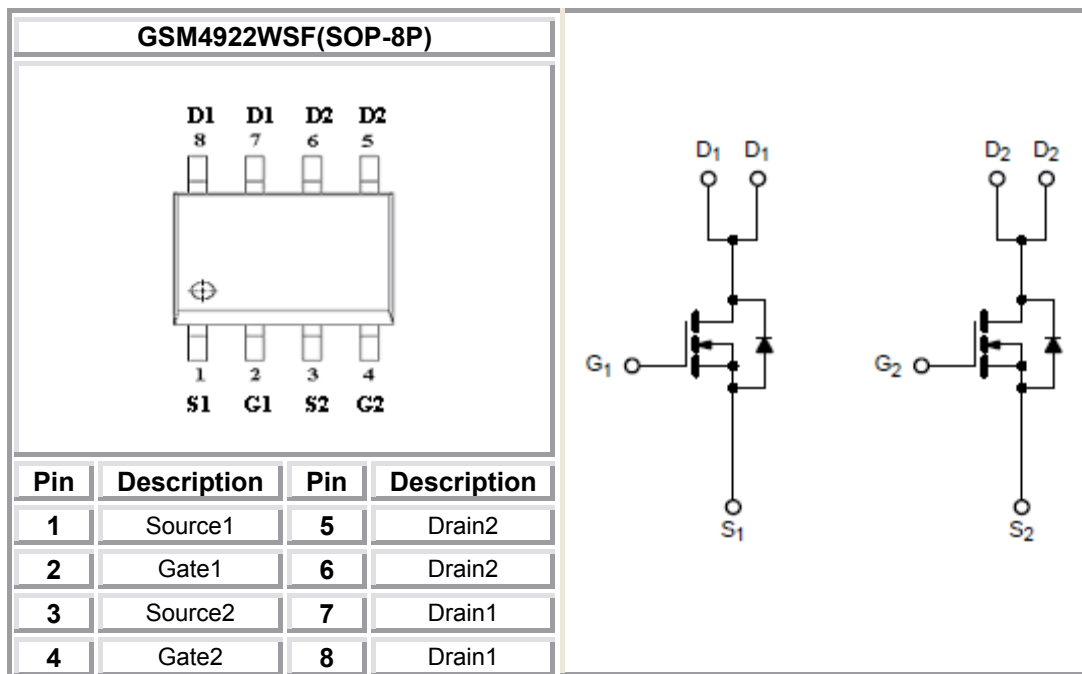 GSM4922WSF(SOP-8P)
D1 D1 D2 D2
8 7 6 5
1 2 3 4
S1 G1 S2 G2
Pin Description Pin Description
1 Source1 5 Drain2
2 Gate1 6 Drain2
3 Source2 7 Drain1
4 Gate2 8 Drain1
D1 D1 D2 D2
G1 G2
S1 S2